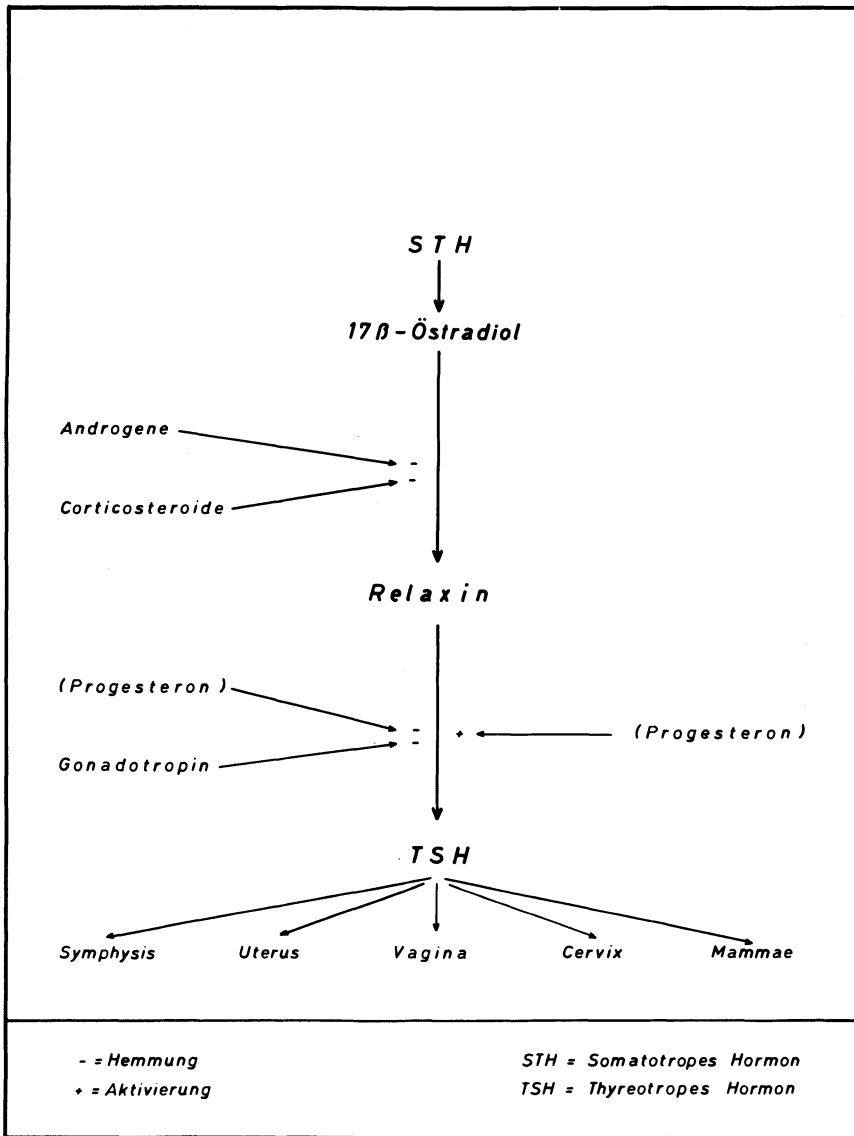 STH
17β-Östradiol
Androgene
Corticosteroide
Relaxin
(Progesteron)
(Progesteron)
Gonadotropin
TSH
Symphysis Uterus Vagina Cervix Mammae
- = Hemmung STH = Somatotropes Hormon
+ = Aktivierung TSH = Thyreotropes Hormon